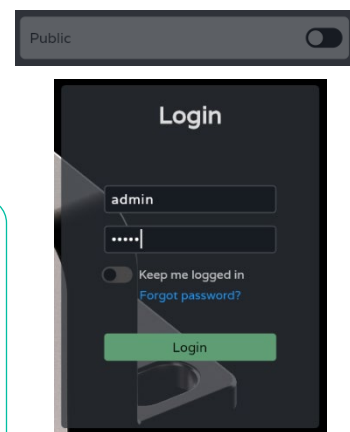 Public
Login
admin
•••••
Keep me logged in
Forgot password?
Login